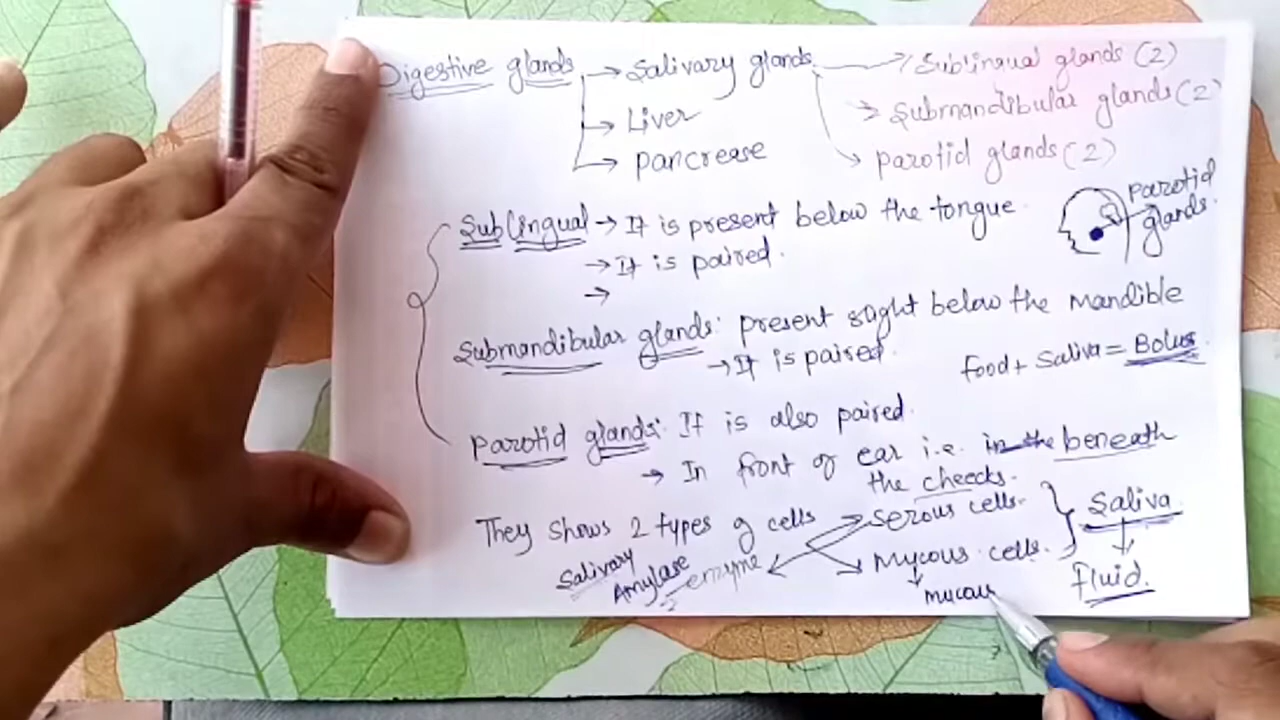 Digestive glands → Salivary glands → Sublingual glands (2)
→ Liver → Submandibular glands (2)
→ pancrease → parotid glands (2)
Sublingual → It is present below the tongue
parotid glands.
→ It is paired.
→
Submandibular glands: present right below the mandible
→ It is paired.
food + Saliva = Bolus.
parotid glands: It is also paired.
→ In front of ear i.e. in the beneath
the cheecks.
They shows 2 types of cells → Serous cells.
→ Mycous cells.
} Saliva
Salivary Amylase enzyme
mucous
fluid.